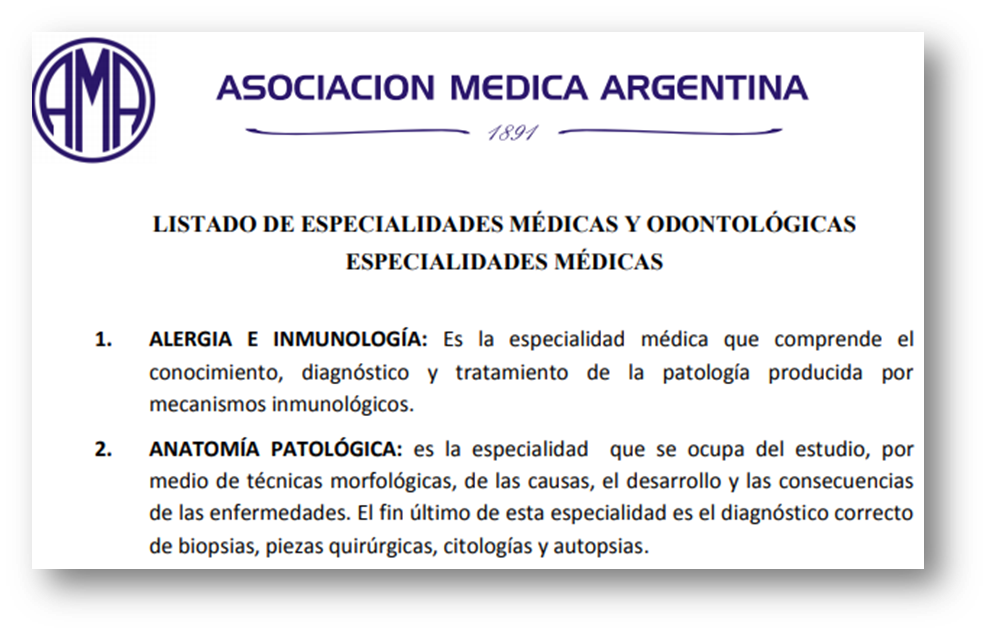 AMA
ASOCIACION MEDICA ARGENTINA
1891
LISTADO DE ESPECIALIDADES MÉDICAS Y ODONTOLÓGICAS
ESPECIALIDADES MÉDICAS
1. ALERGIA E INMUNOLOGÍA: Es la especialidad médica que comprende el
conocimiento, diagnóstico y tratamiento de la patología producida por
mecanismos inmunológicos.
2. ANATOMÍA PATOLÓGICA: es la especialidad que se ocupa del estudio, por
medio de técnicas morfológicas, de las causas, el desarrollo y las consecuencias
de las enfermedades. El fin último de esta especialidad es el diagnóstico correcto
de biopsias, piezas quirúrgicas, citologías y autopsias.